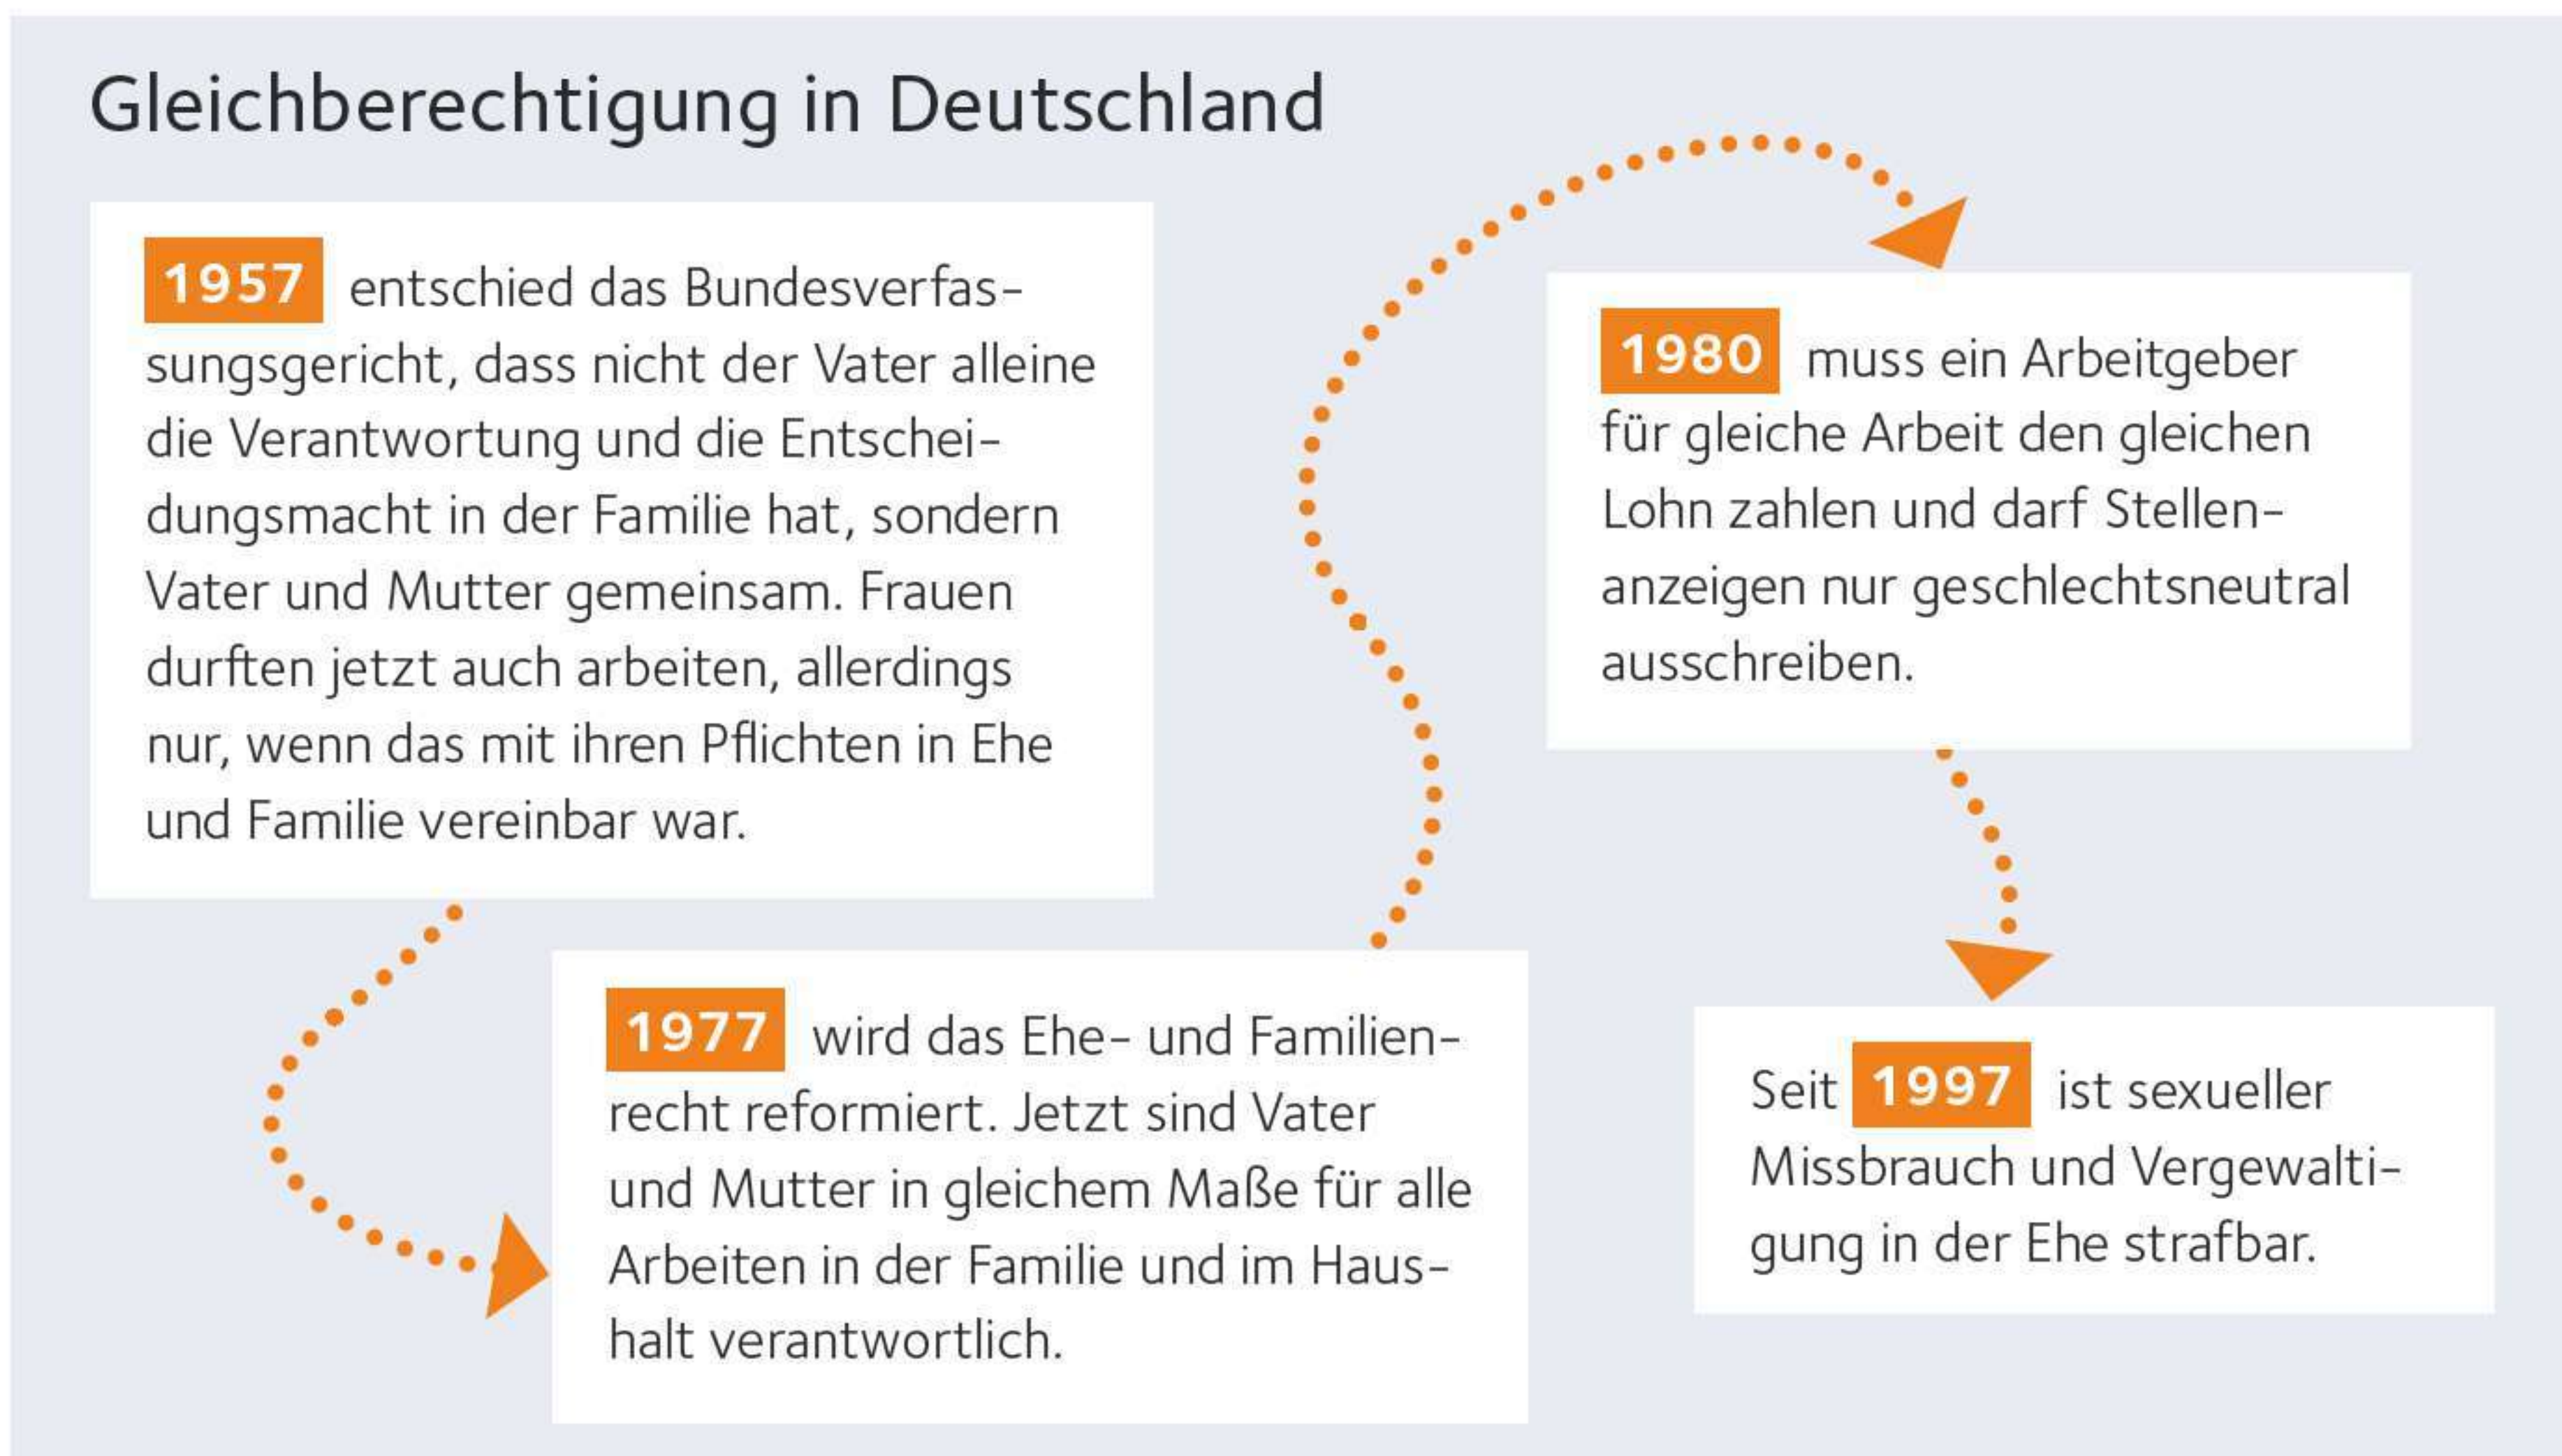 Gleichberechtigung in Deutschland
1957 entschied das Bundesverfas-
sungsgericht, dass nicht der Vater alleine
die Verantwortung und die Entschei-
dungsmacht in der Familie hat, sondern
Vater und Mutter gemeinsam. Frauen
durften jetzt auch arbeiten, allerdings
nur, wenn das mit ihren Pflichten in Ehe
und Familie vereinbar war.
1977 wird das Ehe- und Familien-
recht reformiert. Jetzt sind Vater
und Mutter in gleichem Maße für alle
Arbeiten in der Familie und im Haus-
halt verantwortlich.
1980 muss ein Arbeitgeber
für gleiche Arbeit den gleichen
Lohn zahlen und darf Stellen-
anzeigen nur geschlechtsneutral
ausschreiben.
Seit 1997 ist sexueller
Missbrauch und Vergewalti-
gung in der Ehe strafbar.